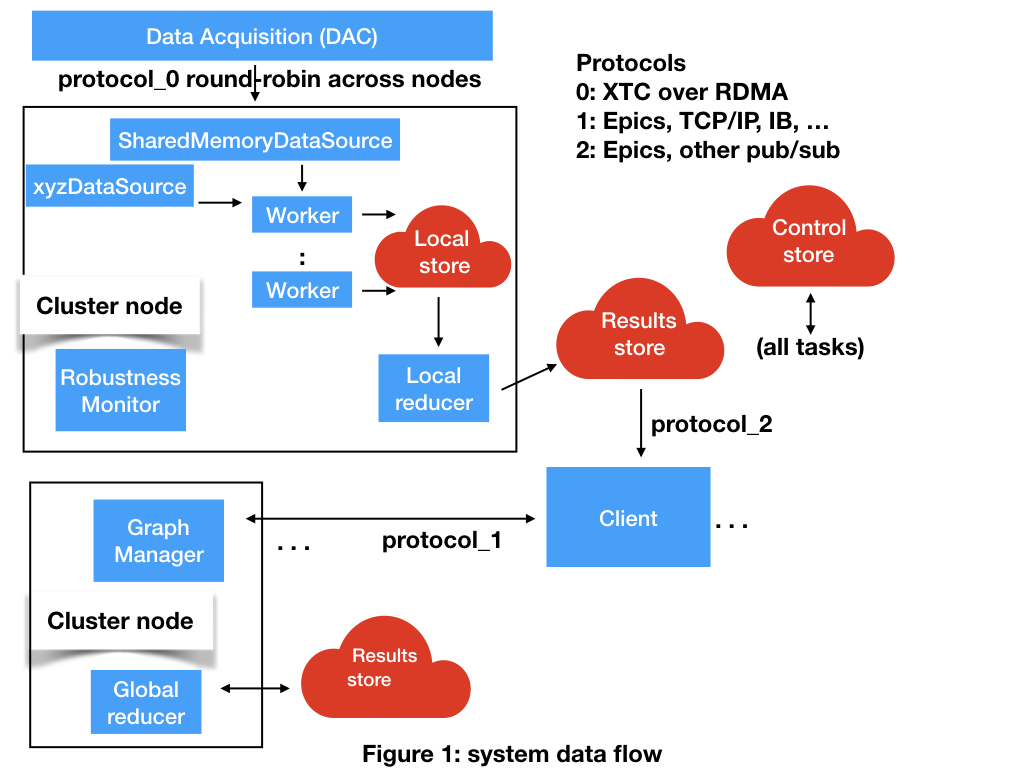 Data Acquisition (DAC)
protocol_0 round-robin across nodes
Protocols
0: XTC over RDMA
1: Epics, TCP/IP, IB, …
2: Epics, other pub/sub
SharedMemoryDataSource
xyzDataSource
Worker
:
Worker
Local
store
Control
store
(all tasks)
Cluster node
Robustness
Monitor
Local
reducer
Results
store
protocol_2
Graph
Manager
. . .
protocol_1
Client
. . .
Cluster node
Global
reducer
Results
store
Figure 1: system data flow